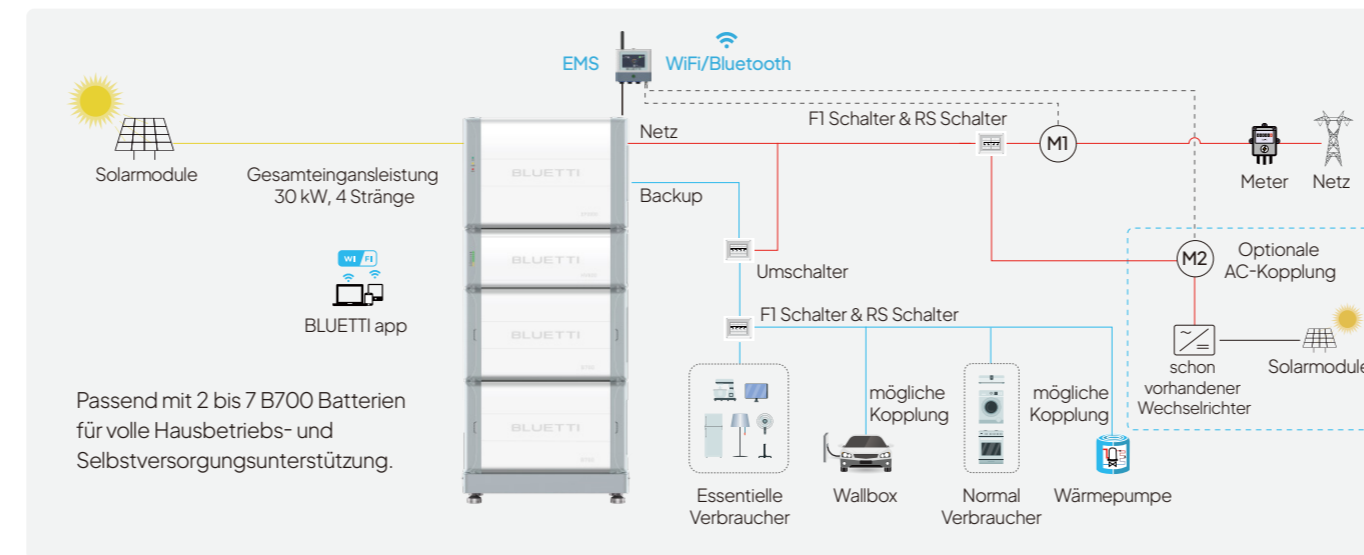 EMS
WiFi/Bluetooth
Netz
F1 Schalter & RS Schalter
M1
Solarmodule
Gesamteingansleistung
30 kW, 4 Stränge
BLUETTI
Backup
Meter
Netz
WI FI
BLUETTI app
BLUETTI
Umschalter
M2
Optionale
AC-Kopplung
F1 Schalter & RS Schalter
BLUETTI
schon
vorhandener
Wechselrichter
Solarmodule
Passend mit 2 bis 7 B700 Batterien
für volle Hausbetriebs- und
Selbstversorgungsunterstützung.
BLUETTI
mögliche
Kopplung
mögliche
Kopplung
Essentielle
Verbraucher
Wallbox
Normal
Verbraucher
Wärmepumpe